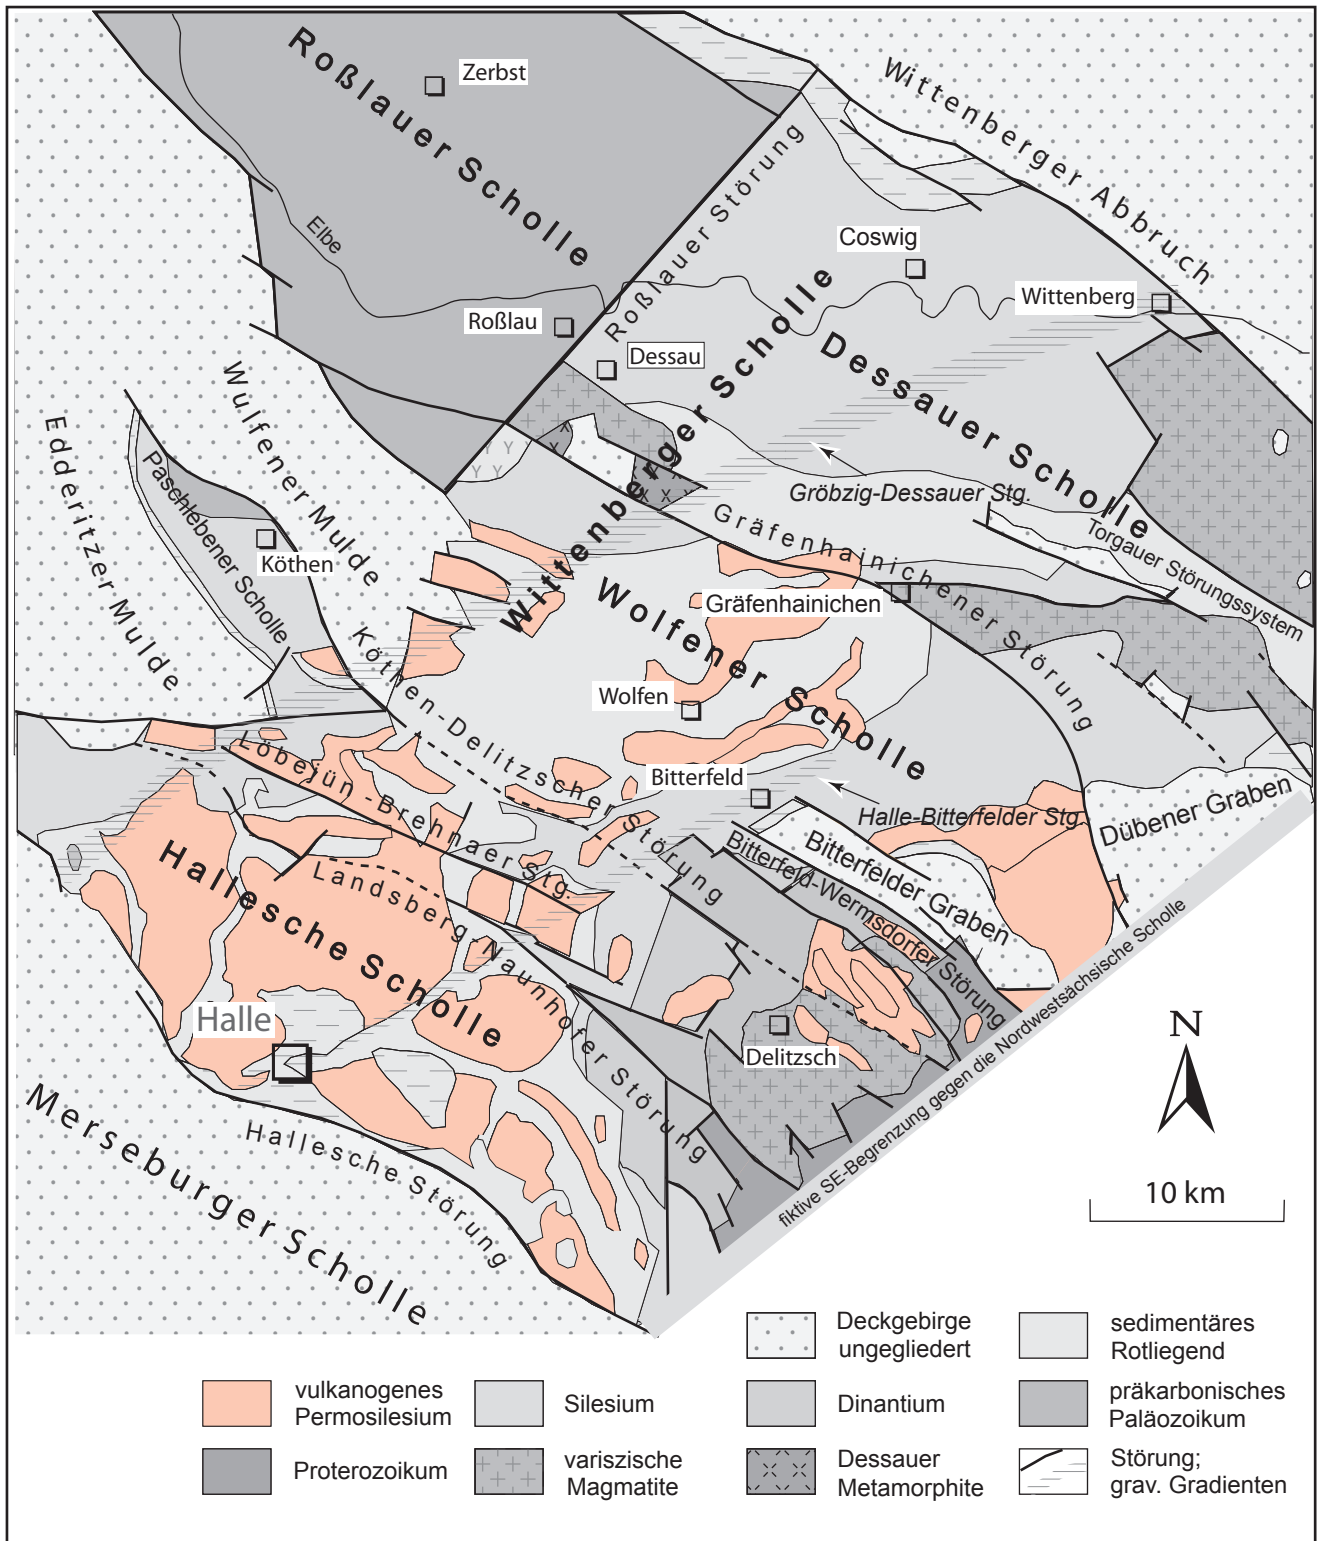 Roßlauer Scholle
Zerbst
Wittenberger Abbruch
Roßlauer Störung
Elbe
Coswig
Wittenberg
Roßlau
Dessau
Wittenberger Scholle
Dessauer Scholle
Wulfener Mulde
Edderitzer Mulde
Paschlebener Scholle
Köthen
Gröbzig-Dessauer Stg.
Gräfenhainichener Störung
Torgauer Störungssystem
Gräfenhainichen
Wolfener Scholle
Köthen-Delitzscher Störung
Wolfen
Bitterfeld
Löbejün-Brehnaer Stg.
Halle-Bitterfelder Stg.
Dübener Graben
Bitterfelder Graben
Bitterfeld-Wermsdorfer Störung
Hallesche Scholle
Landsberg-Naunhofer Störung
Halle
Delitzsch
fiktive SE-Begrenzung gegen die Nordwestsächsische Scholle
Merseburger Scholle
Hallesche Störung
N
10 km
Deckgebirge
ungegliedert
sedimentäres
Rotliegend
vulkanogenes
Permosilesium
Silesium
Dinantium
präkarbonisches
Paläozoikum
Proterozoikum
variszische
Magmatite
Dessauer
Metamorphite
Störung;
grav. Gradienten